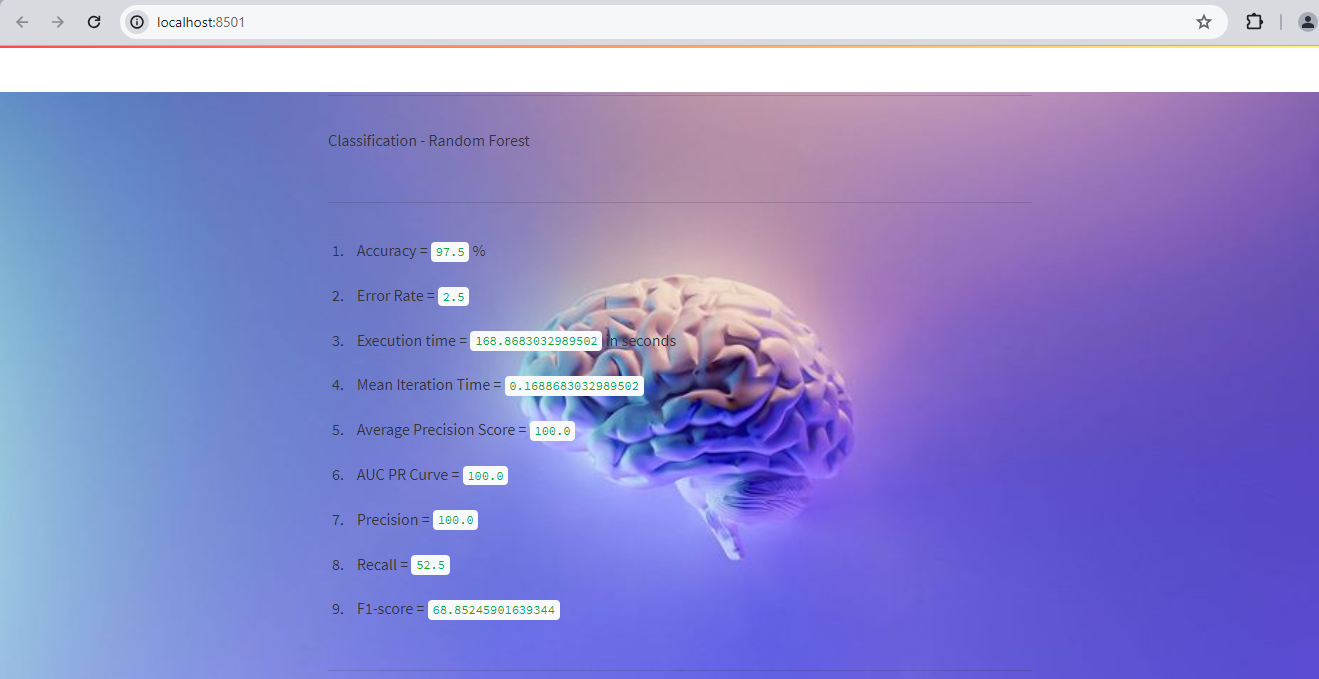 localhost:8501
Classification - Random Forest
1. Accuracy = 97.5 %
2. Error Rate = 2.5
3. Execution time = 168.8683032989502 in seconds
4. Mean Iteration Time = 0.1688683032989502
5. Average Precision Score = 100.0
6. AUC PR Curve = 100.0
7. Precision = 100.0
8. Recall = 52.5
9. F1-score = 68.85245901639344